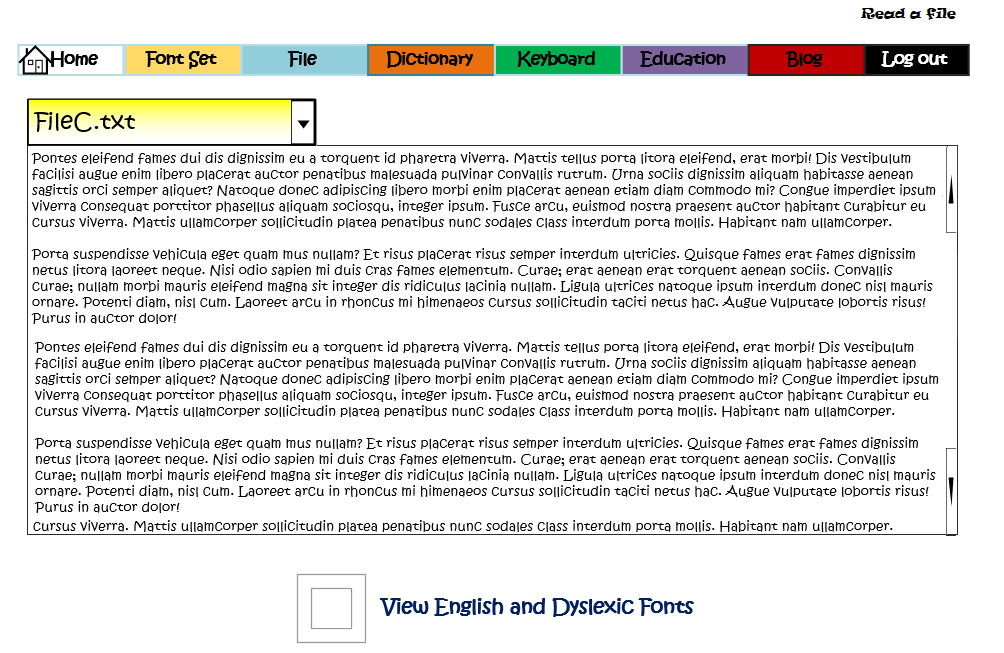 Read a file
Home Font Set File Dictionary Keyboard Education Blog Log out
FileC.txt
Pontes eleifend fames dui dis dignissim eu a torquent id pharetra viverra. Mattis tellus porta litora eleifend, erat morbi! Dis vestibulum
facilisi augue enim libero placerat auctor penatibus malesuada pulvinar convallis rutrum. Urna sociis dignissim aliquam habitasse aenean
sagittis orci semper aliquet? Natoque donec adipiscing libero morbi enim placerat aenean etiam diam commodo mi? Congue imperdiet ipsum
viverra consequat porttitor phasellus aliquam sociosqu, integer ipsum. Fusce arcu, euismod nostra praesent auctor habitant curabitur eu
cursus viverra. Mattis ullamcorper sollicitudin platea penatibus nunc sodales class interdum porta mollis. Habitant nam ullamcorper.
Porta suspendisse vehicula eget quam mus nullam? Et risus placerat risus semper interdum ultricies. Quisque fames erat fames dignissim
netus litora laoreet neque. Nisi odio sapien mi duis cras fames elementum. Curae; erat aenean erat torquent aenean sociis. Convallis
curae; nullam morbi mauris eleifend magna sit integer dis ridiculus lacinia nullam. Ligula ultrices natoque ipsum interdum donec nisl mauris
ornare. Potenti diam, nisl cum. Laoreet arcu in rhoncus mi himenaeos cursus sollicitudin taciti netus hac. Augue vulputate lobortis risus!
Purus in auctor dolor!
Pontes eleifend fames dui dis dignissim eu a torquent id pharetra viverra. Mattis tellus porta litora eleifend, erat morbi! Dis vestibulum
facilisi augue enim libero placerat auctor penatibus malesuada pulvinar convallis rutrum. Urna sociis dignissim aliquam habitasse aenean
sagittis orci semper aliquet? Natoque donec adipiscing libero morbi enim placerat aenean etiam diam commodo mi? Congue imperdiet ipsum
viverra consequat porttitor phasellus aliquam sociosqu, integer ipsum. Fusce arcu, euismod nostra praesent auctor habitant curabitur eu
cursus viverra. Mattis ullamcorper sollicitudin platea penatibus nunc sodales class interdum porta mollis. Habitant nam ullamcorper.
Porta suspendisse vehicula eget quam mus nullam? Et risus placerat risus semper interdum ultricies. Quisque fames erat fames dignissim
netus litora laoreet neque. Nisi odio sapien mi duis cras fames elementum. Curae; erat aenean erat torquent aenean sociis. Convallis
curae; nullam morbi mauris eleifend magna sit integer dis ridiculus lacinia nullam. Ligula ultrices natoque ipsum interdum donec nisl mauris
ornare. Potenti diam, nisl cum. Laoreet arcu in rhoncus mi himenaeos cursus sollicitudin taciti netus hac. Augue vulputate lobortis risus!
Purus in auctor dolor!
cursus viverra. Mattis ullamcorper sollicitudin platea penatibus nunc sodales class interdum porta mollis. Habitant nam ullamcorper.
View English and Dyslexic Fonts